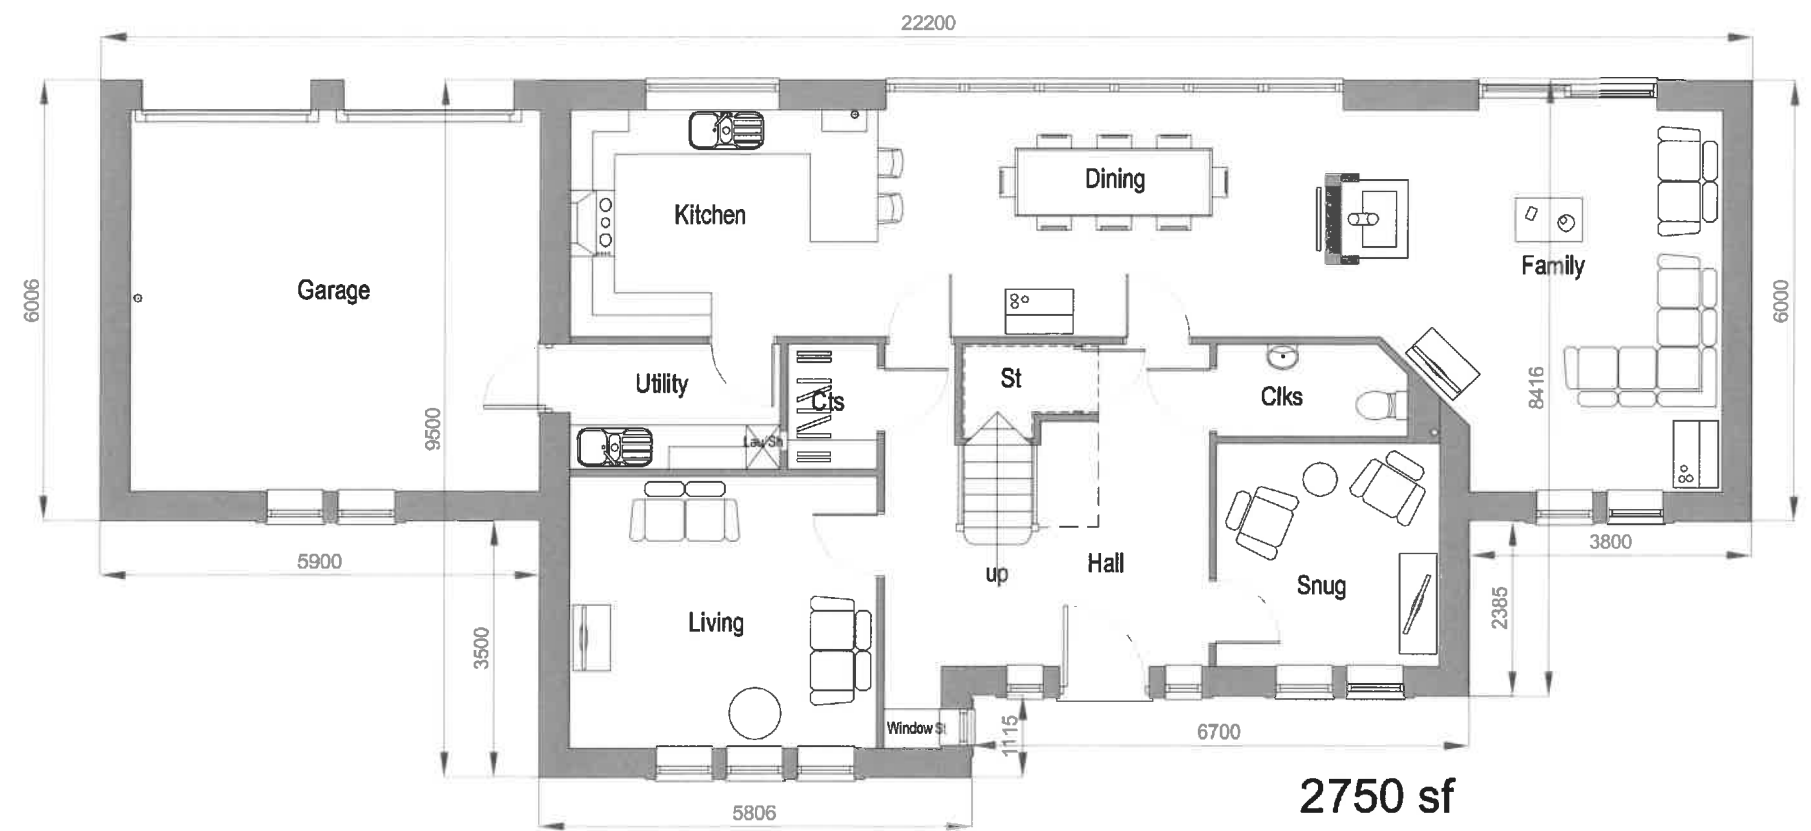 22200
Kitchen
Dining
Garage
Family
6006
6000
Utility
St
Cts
Clks
8416
9500
Lau Sh
5900
3800
Hall
up
Snug
Living
2385
3500
Window St
1115
6700
5806
2750 sf